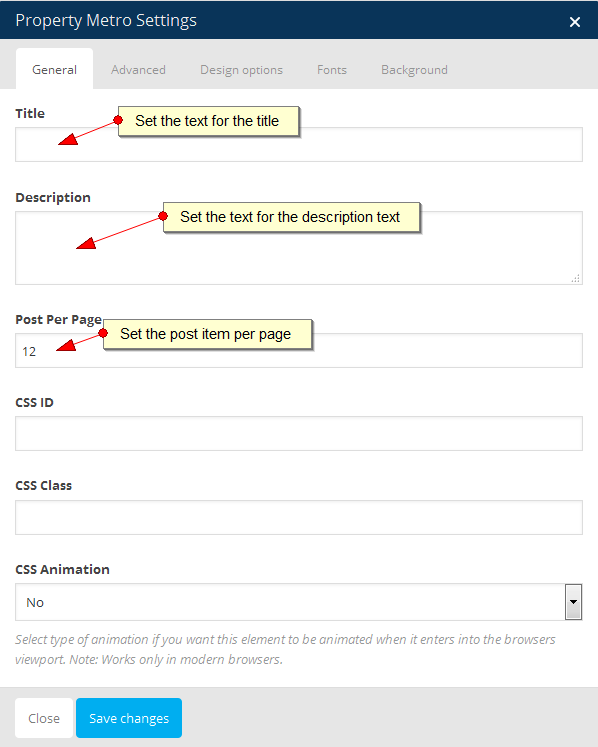 Property Metro Settings ×
General Advanced Design options Fonts Background
Title
Set the text for the title
Description
Set the text for the description text
Post Per Page
Set the post item per page
12
CSS ID
CSS Class
CSS Animation
No
Select type of animation if you want this element to be animated when it enters into the browsers
viewport. Note: Works only in modern browsers.
Close Save changes